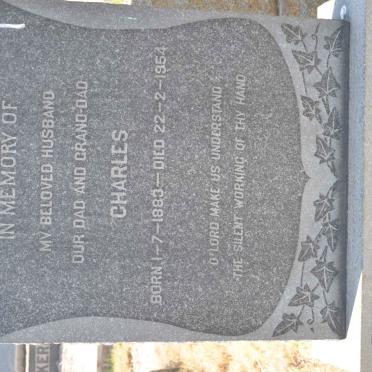 IN MEMORY OF
MY BELOVED HUSBAND
OUR DAD AND GRAND-DAD
CHARLES
BORN 1-7-1883 — DIED 22-2-1964
O' LORD MAKE US UNDERSTAND
THE SILENT WORKING OF THY HAND